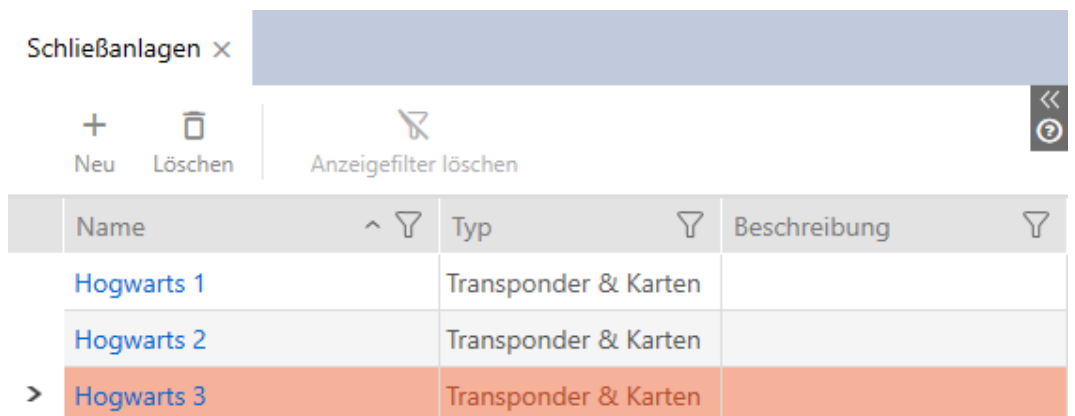 Schließanlagen
Neu Löschen Anzeigefilter löschen
Name Typ Beschreibung
Hogwarts 1 Transponder & Karten
Hogwarts 2 Transponder & Karten
Hogwarts 3 Transponder & Karten